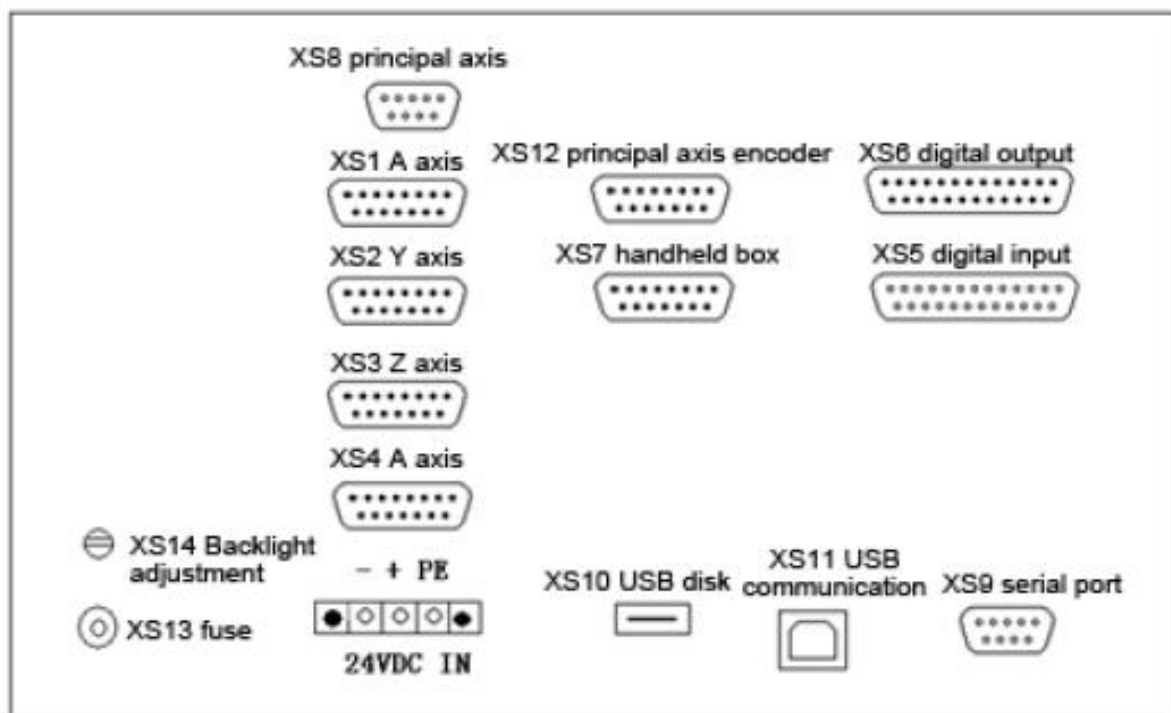 XS8 principal axis
XS1 A axis
XS12 principal axis encoder
XS6 digital output
XS2 Y axis
XS7 handheld box
XS5 digital input
XS3 Z axis
XS4 A axis
XS14 Backlight
adjustment
- + PE
XS10 USB disk
XS11 USB
communication
XS9 serial port
XS13 fuse
24VDC IN